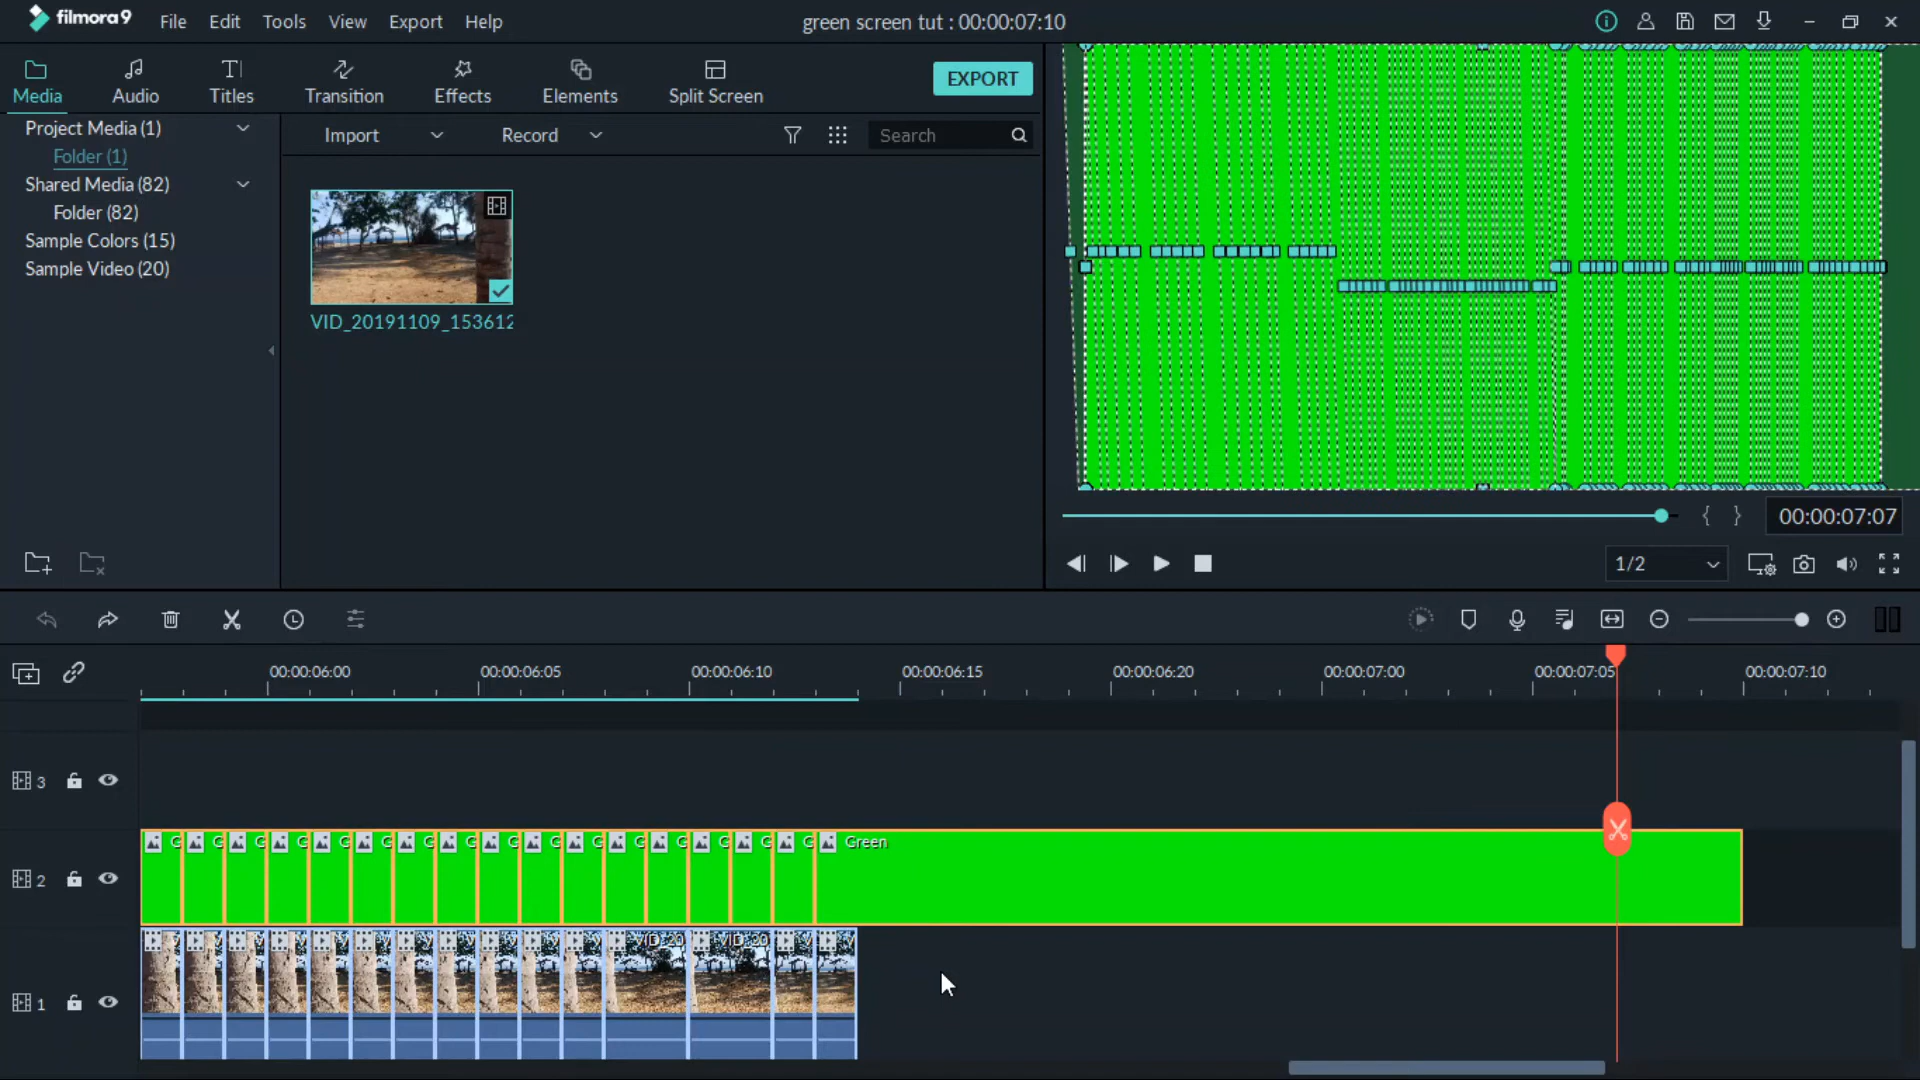 filmora9 File Edit Tools View Export Help green screen tut : 00:00:07:10
Media Audio Titles Transition Effects Elements Split Screen EXPORT
Project Media (1) Import Record Search
Folder (1)
Shared Media (82)
Folder (82)
Sample Colors (15)
Sample Video (20)
VID_20191109_153612
00:00:07:07
1/2
00:00:06:00 00:00:06:05 00:00:06:10 00:00:06:15 00:00:06:20 00:00:07:00 00:00:07:05 00:00:07:10
3
G G G G G G G G G G G G G G G G Green
2
VID_20 VID_20
1